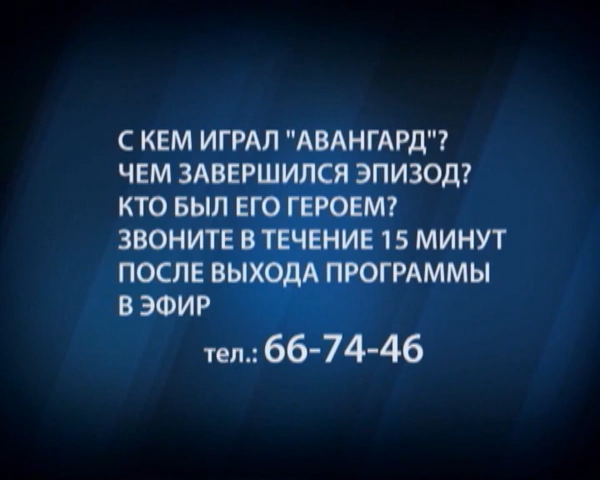 С КЕМ ИГРАЛ "АВАНГАРД"?
ЧЕМ ЗАВЕРШИЛСЯ ЭПИЗОД?
КТО БЫЛ ЕГО ГЕРОЕМ?
ЗВОНИТЕ В ТЕЧЕНИЕ 15 МИНУТ
ПОСЛЕ ВЫХОДА ПРОГРАММЫ
В ЭФИР
тел.: 66-74-46